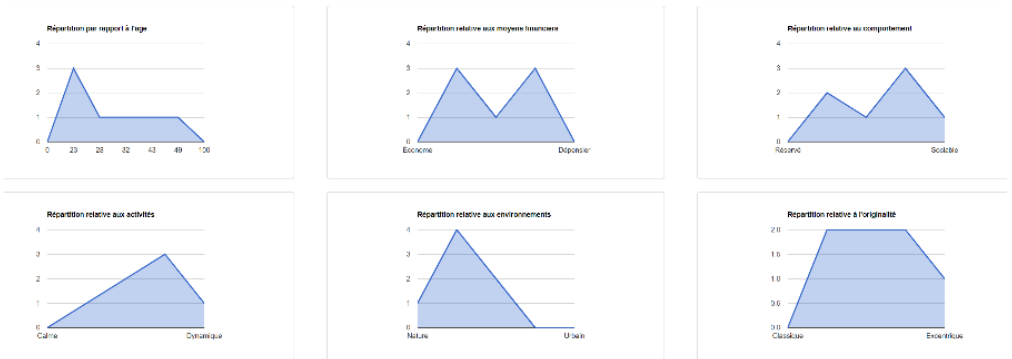 Répartition par rapport à l'age
4
3
2
1
0
0 23 28 32 43 49 100
Répartition relative aux moyens financiers
4
3
2
1
0
Econome Dépensier
Répartition relative au comportement
4
3
2
1
0
Réservé Sociable
Répartition relative aux activités
4
3
2
1
0
Calme Dynamique
Répartition relative aux environnements
4
3
2
1
0
Nature Urbain
Répartition relative à l'originalité
2.0
1.5
1.0
0.5
0.0
Classique Excentrique